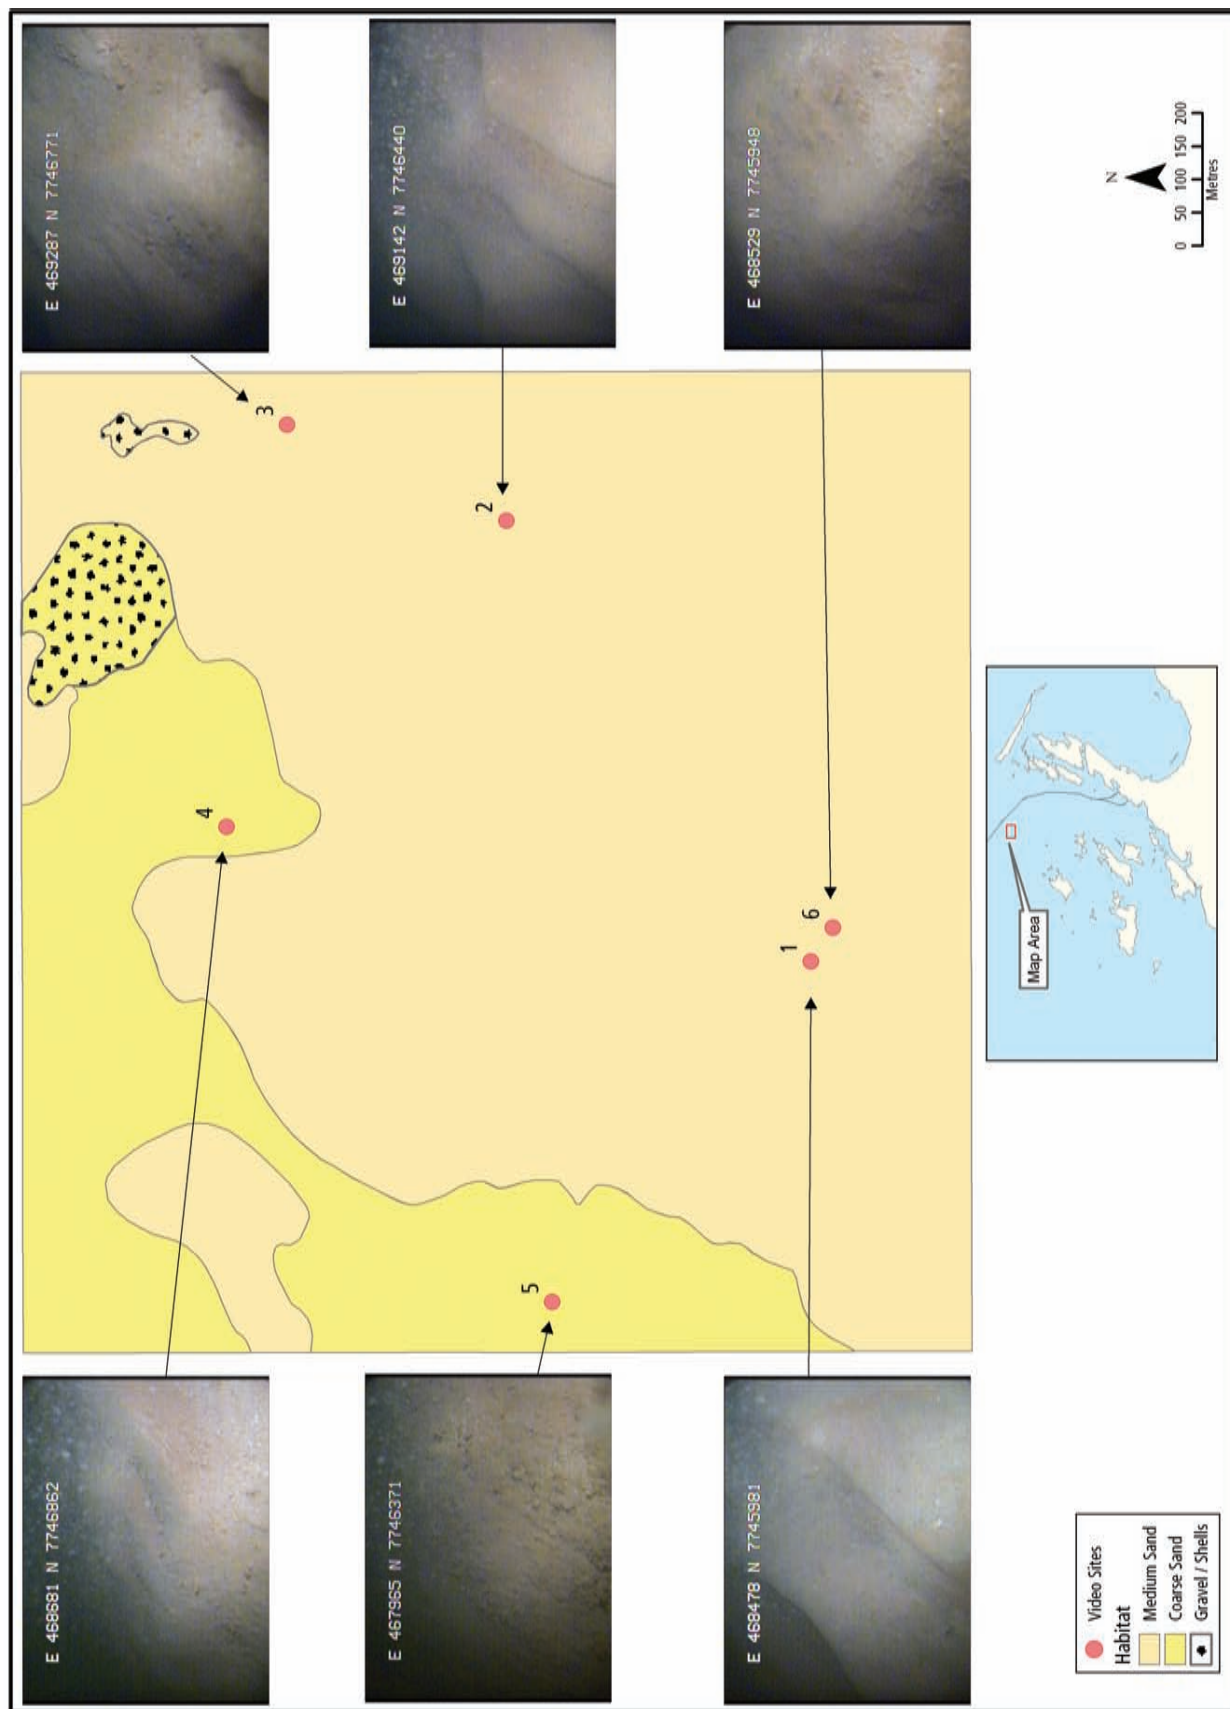 E 468681 N 7746862
E 467965 N 7746371
E 468478 N 7745981
E 469287 N 7746771
E 469142 N 7746440
E 468529 N 7745948
3
4
2
5
1
6
Video Sites
Habitat
Medium Sand
Coarse Sand
Gravel / Shells
Map Area
N
0 50 100 150 200
Metres